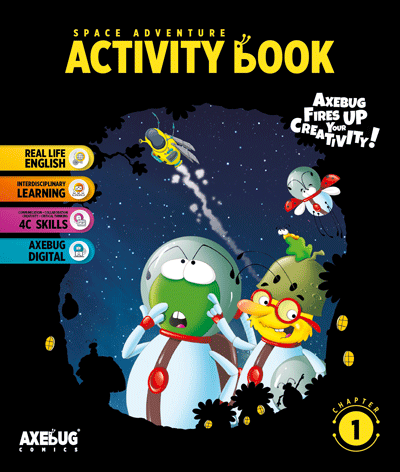 SPACE ADVENTURE
ACTIVITY BOOK
AXEBUG
FIRES UP
YOUR
CREATIVITY!
REAL LIFE
ENGLISH
INTERDISCIPLINARY
LEARNING
4C SKILLS
AXEBUG
DIGITAL
CHAPTER
1
AXEBUG
COMICS